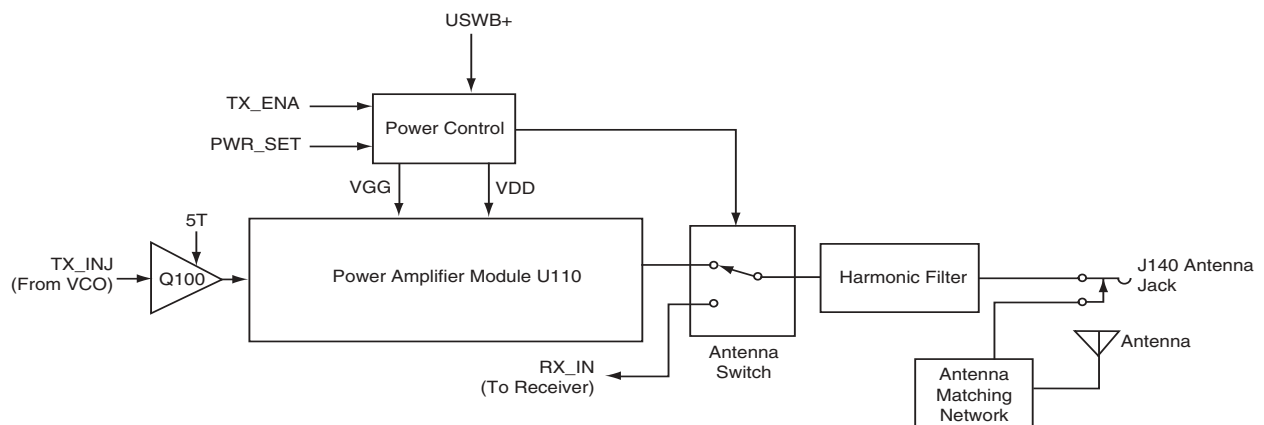 USWB+
TX_ENA
Power Control
PWR_SET
VGG
VDD
5T
TX_INJ
(From VCO)
Q100
Power Amplifier Module U110
Harmonic Filter
J140 Antenna
Jack
RX_IN
(To Receiver)
Antenna
Switch
Antenna
Antenna
Matching
Network